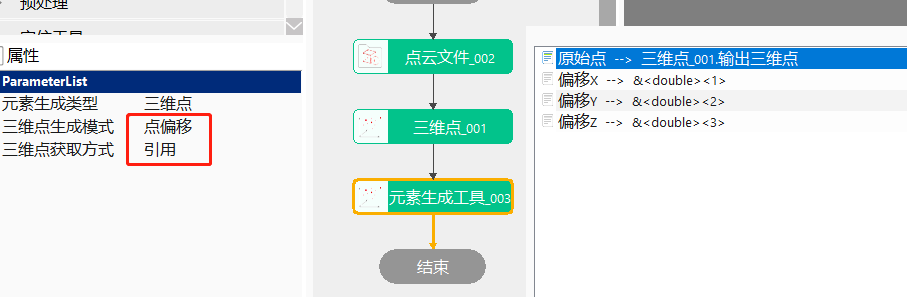 预处理
定位工具
属性
ParameterList
元素生成类型 三维点
三维点生成模式 点偏移
三维点获取方式 引用
点云文件_002
三维点_001
元素生成工具_003
结束
原始点 --> 三维点_001.输出三维点
偏移X --> &<double><1>
偏移Y --> &<double><2>
偏移Z --> &<double><3>